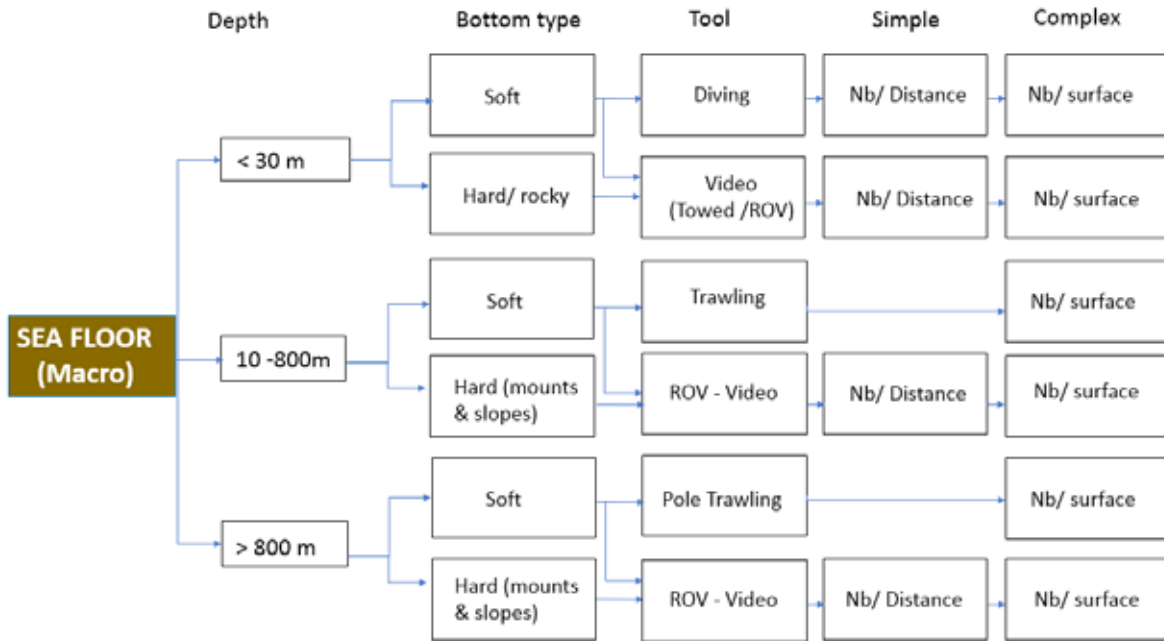 Depth Bottom type Tool Simple Complex
Soft Diving Nb/ Distance Nb/ surface
< 30 m
Hard/ rocky Video
(Towed /ROV) Nb/ Distance Nb/ surface
Soft Trawling Nb/ surface
SEA FLOOR
(Macro)
10 -800m
Hard (mounts
& slopes) ROV - Video Nb/ Distance Nb/ surface
Soft Pole Trawling Nb/ surface
> 800 m
Hard (mounts
& slopes) ROV - Video Nb/ Distance Nb/ surface